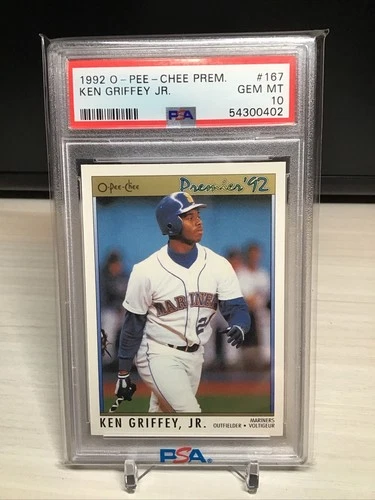 1992 O - PEE - CHEE PREM. #167
KEN GRIFFEY JR. GEM MT
10
PSA 54300402
O-Pee-Chee Premier '92
MARINERS
2
KEN GRIFFEY, JR. MARINERS
OUTFIELDER • VOLTIGEUR
PSA